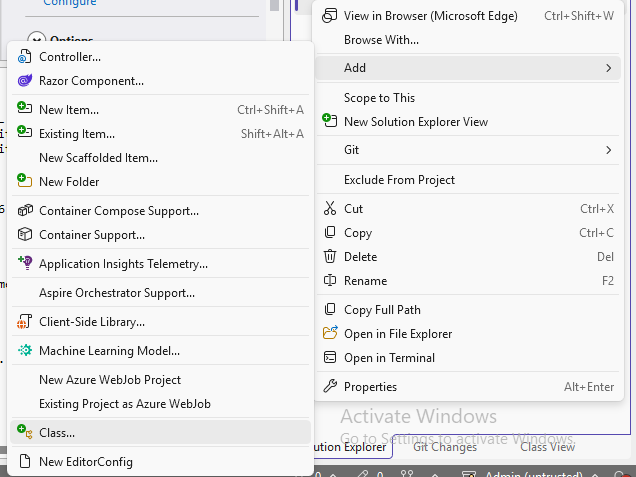 Configure
Options
Controller...
Razor Component...
New Item... Ctrl+Shift+A
Existing Item... Shift+Alt+A
New Scaffolded Item...
New Folder
Container Compose Support...
Container Support...
Application Insights Telemetry...
Aspire Orchestrator Support...
Client-Side Library...
Machine Learning Model...
New Azure WebJob Project
Existing Project as Azure WebJob
Class...
New EditorConfig
View in Browser (Microsoft Edge) Ctrl+Shift+W
Browse With...
Add
Scope to This
New Solution Explorer View
Git
Exclude From Project
Cut Ctrl+X
Copy Ctrl+C
Delete Del
Rename F2
Copy Full Path
Open in File Explorer
Open in Terminal
Properties Alt+Enter
Activate Windows
Go to Settings to activate Windows.
ution Explorer Git Changes Class View
0 0 Admin (untrusted)